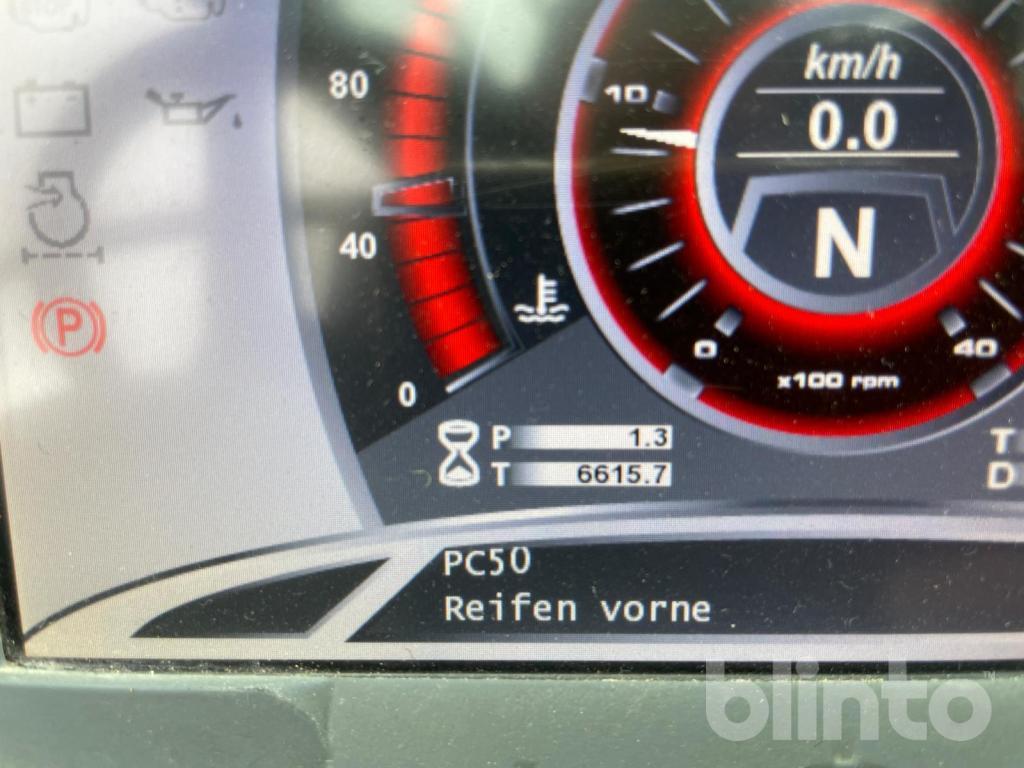 80
40
0
km/h
0.0
N
10
0
40
x100 rpm
P
P 1.3
T 6615.7
PC50
Reifen vorne
blinto